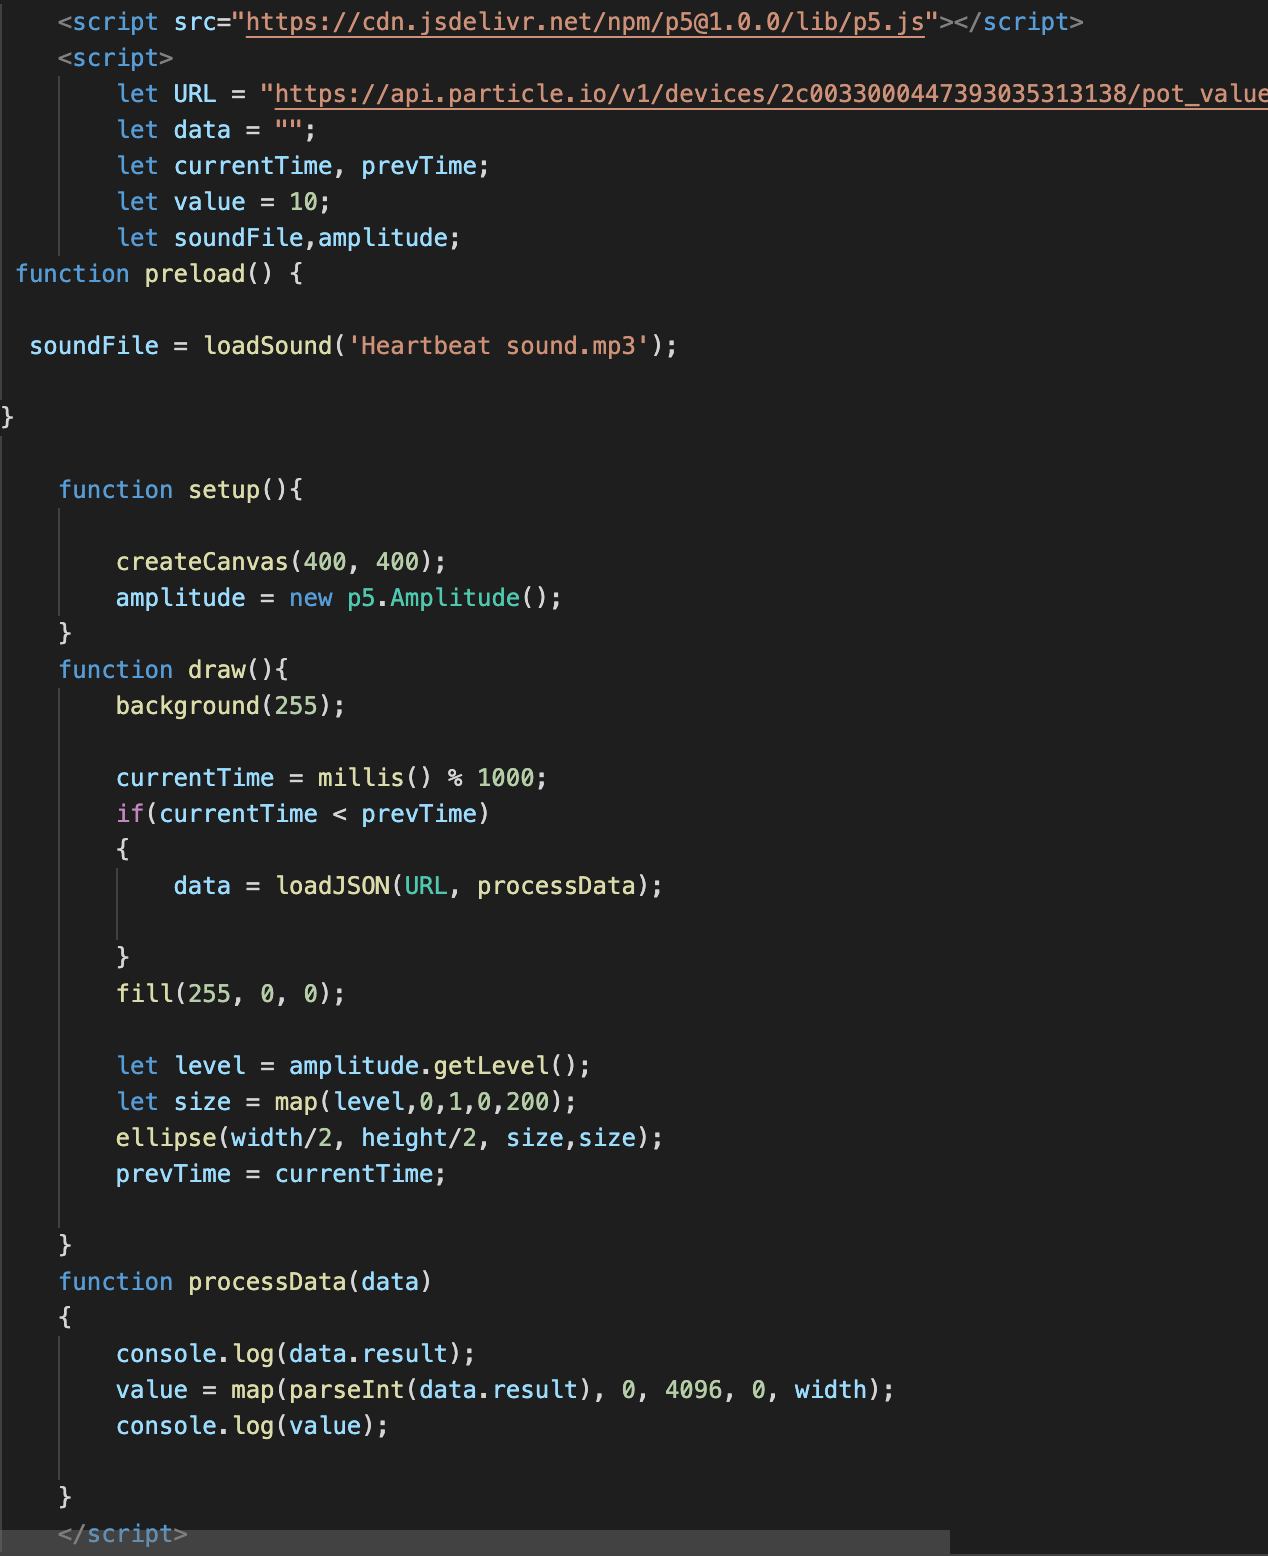 <script src="https://cdn.jsdelivr.net/npm/p5@1.0.0/lib/p5.js"></script>
<script>
let URL = "https://api.particle.io/v1/devices/2c0033000447393035313138/pot_value
let data = "";
let currentTime, prevTime;
let value = 10;
let soundFile,amplitude;
function preload() {
soundFile = loadSound('Heartbeat sound.mp3');
}
function setup(){
createCanvas(400, 400);
amplitude = new p5.Amplitude();
}
function draw(){
background(255);
currentTime = millis() % 1000;
if(currentTime < prevTime)
{
data = loadJSON(URL, processData);
}
fill(255, 0, 0);
let level = amplitude.getLevel();
let size = map(level,0,1,0,200);
ellipse(width/2, height/2, size,size);
prevTime = currentTime;
}
function processData(data)
{
console.log(data.result);
value = map(parseInt(data.result), 0, 4096, 0, width);
console.log(value);
}
</script>